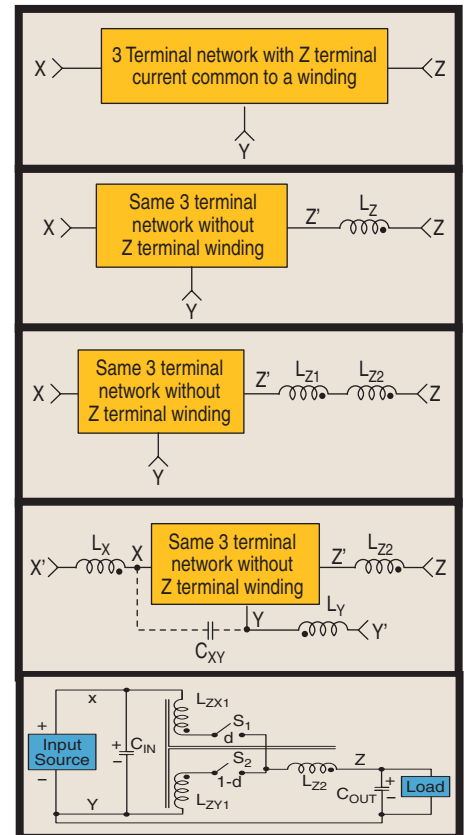 3 Terminal network with Z terminal
current common to a winding
X
Z
Y
Same 3 terminal
network without
Z terminal winding
X
Z'
LZ
Z
Y
Same 3 terminal
network without
Z terminal winding
X
Z'
LZ1
LZ2
Z
Y
Same 3 terminal
network without
Z terminal winding
X'
LX
X
Z'
LZ2
Z
Y
LY
Y'
CXY
x
LZX1
+
Input
Source
−
+
−
CIN
S1
d
S2
1-d
Z
LZ2
Y
LZY1
COUT
+
−
Load